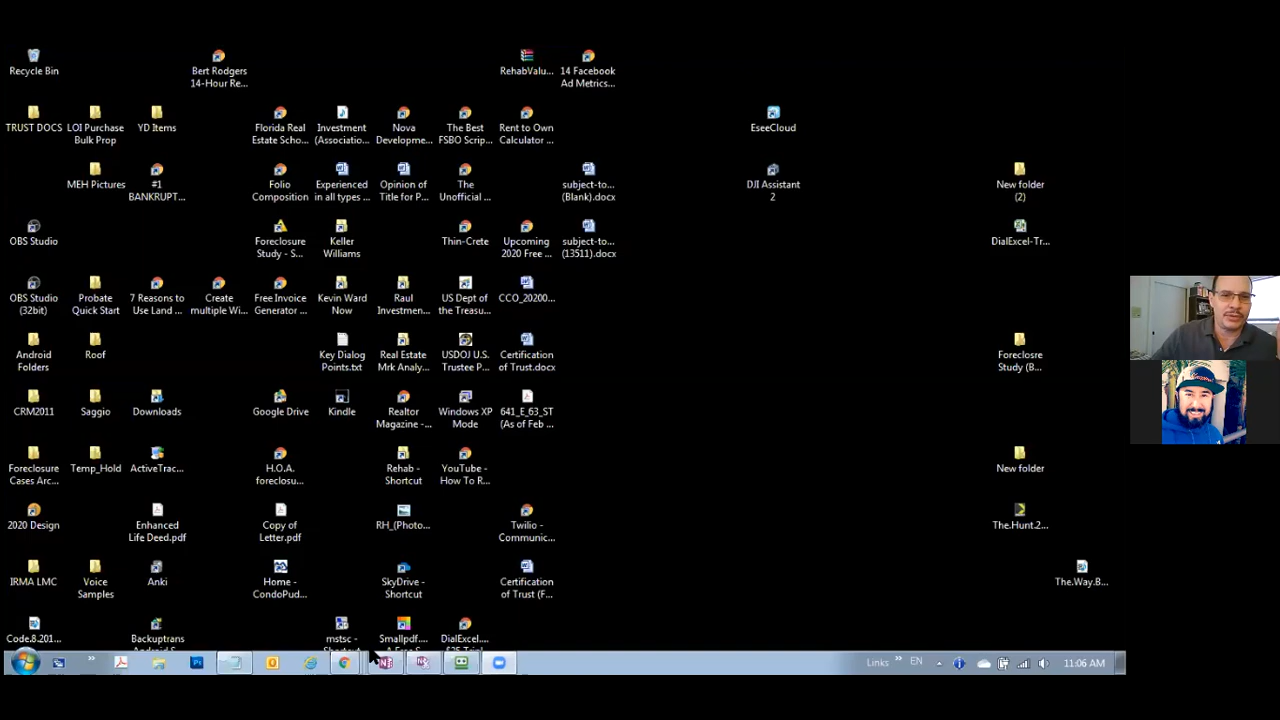 Recycle Bin
Bert Rodgers
14-Hour Re...
RehabValu...
14 Facebook
Ad Metrics...
TRUST DOCS
LOI Purchase
Bulk Prop
YD Items
Florida Real
Estate Scho...
Investment
(Associatio...
Nova
Developme...
The Best
FSBO Scrip...
Rent to Own
Calculator ...
EseeCloud
MEH Pictures
#1
BANKRUPT...
Folio
Composition
Experienced
in all types ...
Opinion of
Title for P...
The
Unofficial ...
subject-to...
(Blank).docx
DJI Assistant
2
New folder
(2)
OBS Studio
Foreclosure
Study - S...
Keller
Williams
Thin-Crete
Upcoming
2020 Free ...
subject-to...
(13511).docx
DialExcel-Tr...
OBS Studio
(32bit)
Probate
Quick Start
7 Reasons to
Use Land ...
Create
multiple Wi...
Free Invoice
Generator ...
Kevin Ward
Now
Raul
Investmen...
US Dept of
the Treasu...
CCO_20200...
Android
Folders
Roof
Key Dialog
Points.txt
Real Estate
Mrk Analy...
USDOJ U.S.
Trustee P...
Certification
of Trust.docx
Foreclosre
Study (B...
CRM2011
Saggio
Downloads
Google Drive
Kindle
Realtor
Magazine -...
Windows XP
Mode
641_E_63_ST
(As of Feb ...
Foreclosure
Cases Arc...
Temp_Hold
ActiveTrac...
H.O.A.
foreclosu...
Rehab -
Shortcut
YouTube -
How To R...
New folder
2020 Design
Enhanced
Life Deed.pdf
Copy of
Letter.pdf
RH_(Photo...
Twilio -
Communic...
The.Hunt.2...
IRMA LMC
Voice
Samples
Anki
Home -
CondoPud...
SkyDrive -
Shortcut
Certification
of Trust (F...
The.Way.B...
Code.8.201...
Backuptrans
mstsc -
Smallpdf....
DialExcel....
Links
EN
11:06 AM